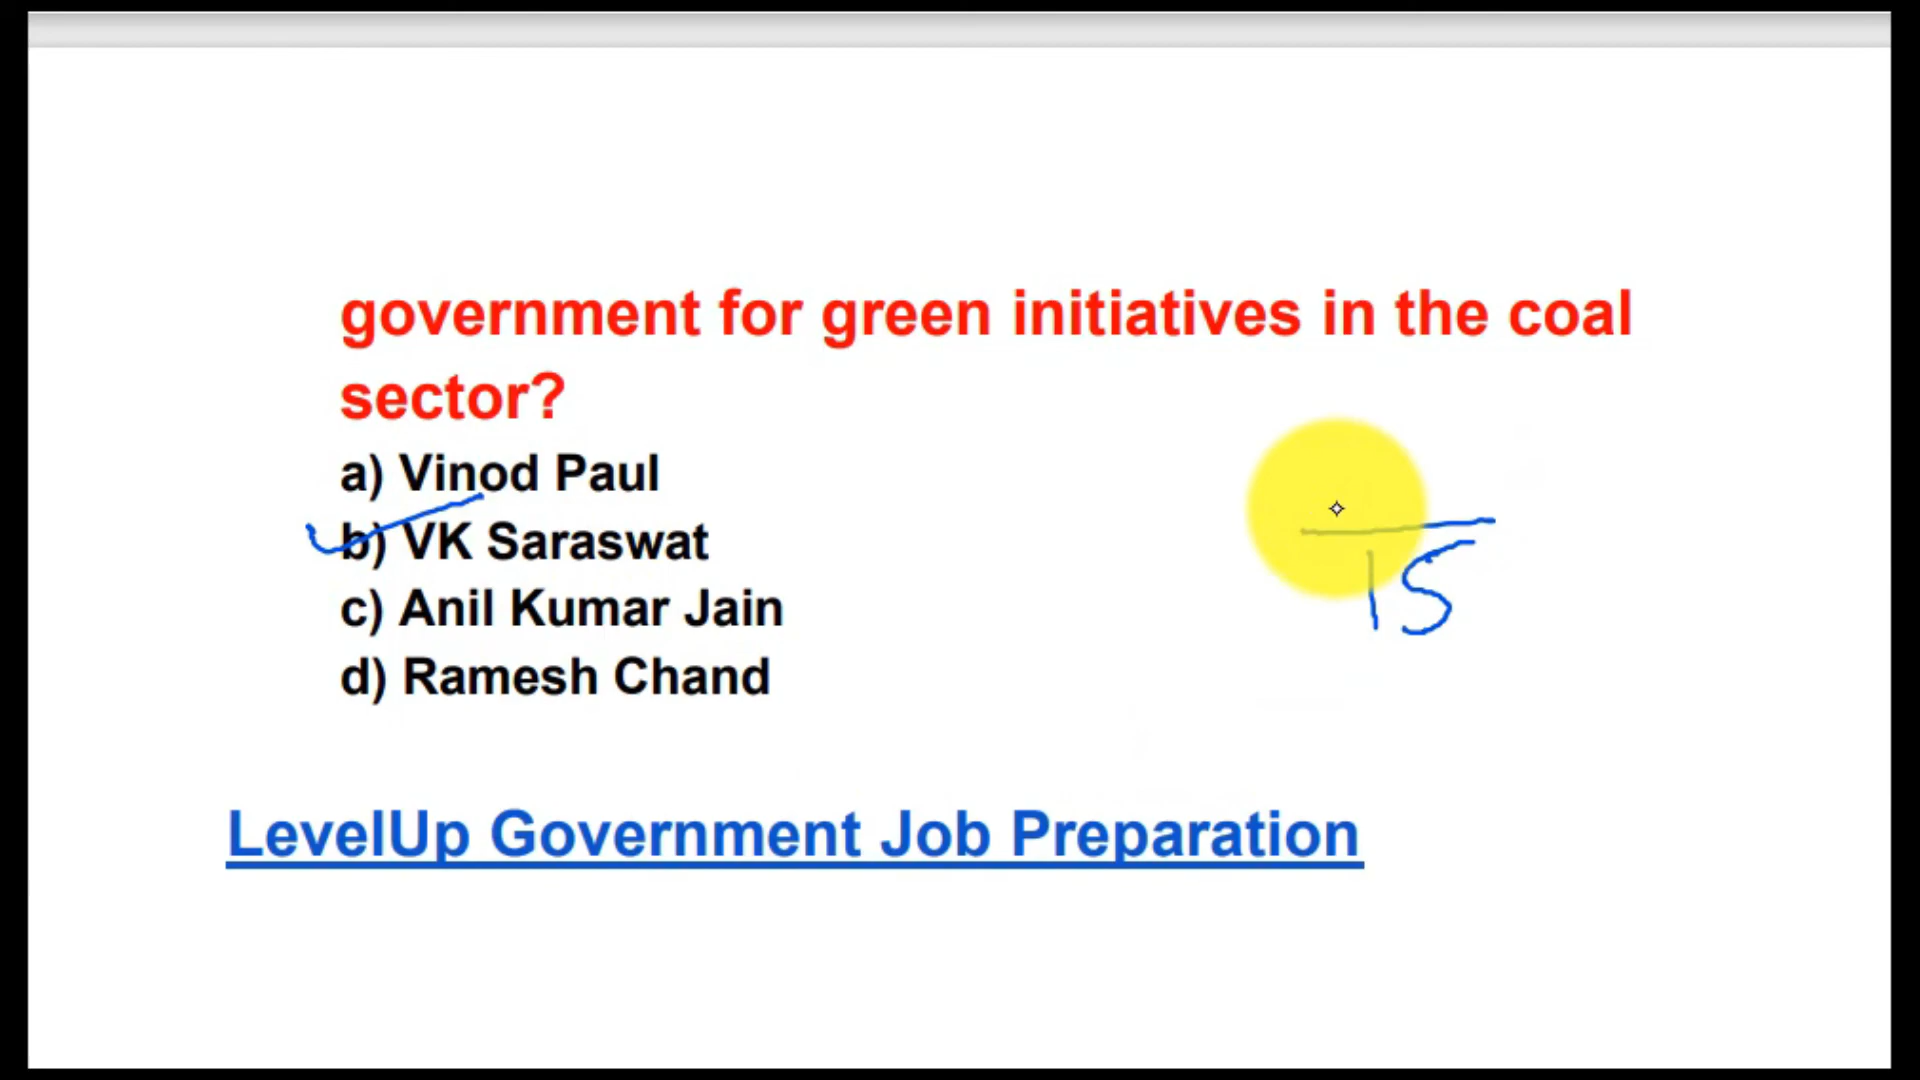 government for green initiatives in the coal
sector?
a) Vinod Paul
b) VK Saraswat
c) Anil Kumar Jain
d) Ramesh Chand
15
LevelUp Government Job Preparation